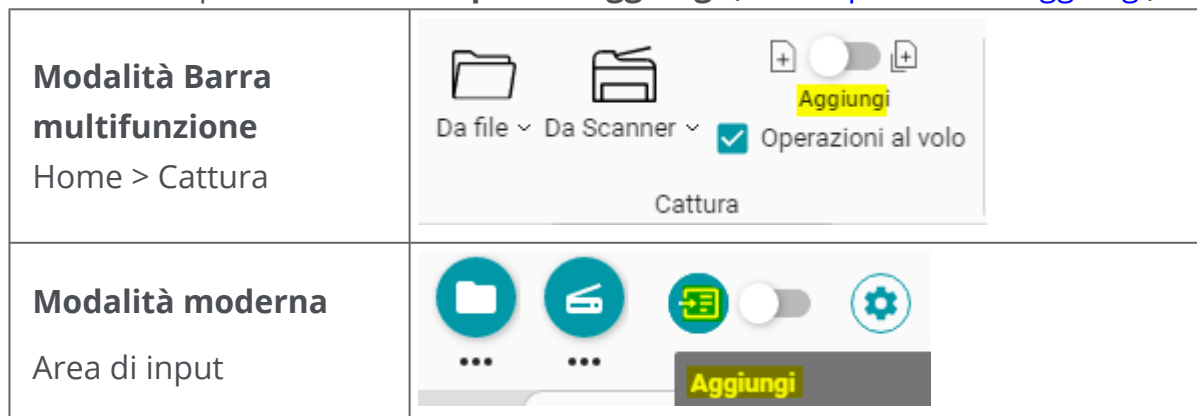 Modalità Barra
multifunzione
Home > Cattura
Da file Da Scanner
Aggiungi
Operazioni al volo
Cattura
Modalità moderna
Area di input
Aggiungi